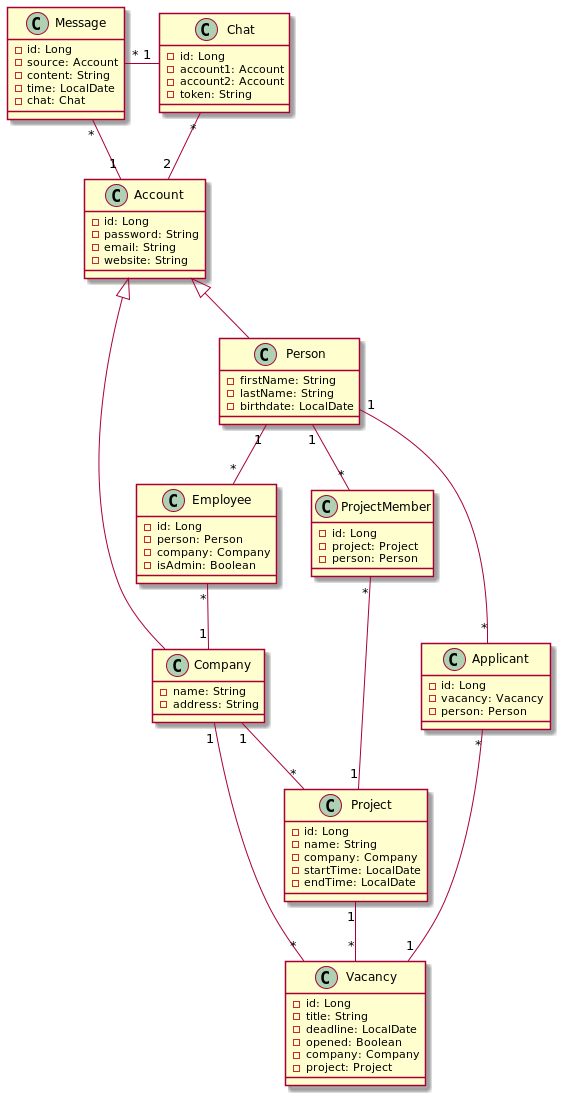 C Message
id: Long
source: Account
content: String
time: LocalDate
chat: Chat
* 1
C Chat
id: Long
account1: Account
account2: Account
token: String
* 1
* 2
C Account
id: Long
password: String
email: String
website: String
C Person
firstName: String
lastName: String
birthdate: LocalDate
1 *
1 *
1 *
C Employee
id: Long
person: Person
company: Company
isAdmin: Boolean
C ProjectMember
id: Long
project: Project
person: Person
* 1
* 1
C Company
name: String
address: String
C Applicant
id: Long
vacancy: Vacancy
person: Person
1 *
1 *
* 1
C Project
id: Long
name: String
company: Company
startTime: LocalDate
endTime: LocalDate
1 *
C Vacancy
id: Long
title: String
deadline: LocalDate
opened: Boolean
company: Company
project: Project